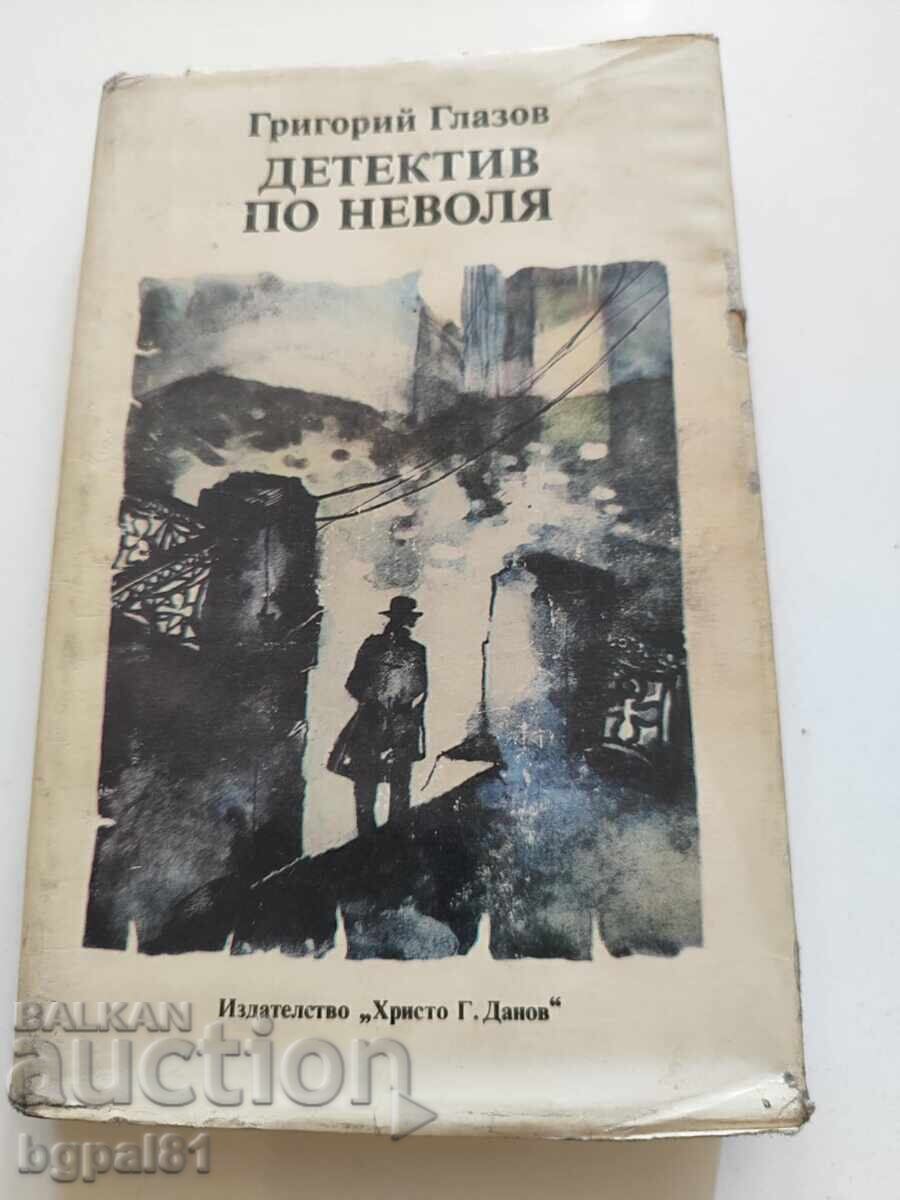 Григорий Глазов
ДЕТЕКТИВ
ПО НЕВОЛЯ
Издателство „Христо Г. Данов“
BALKAN
auction
bgpal81